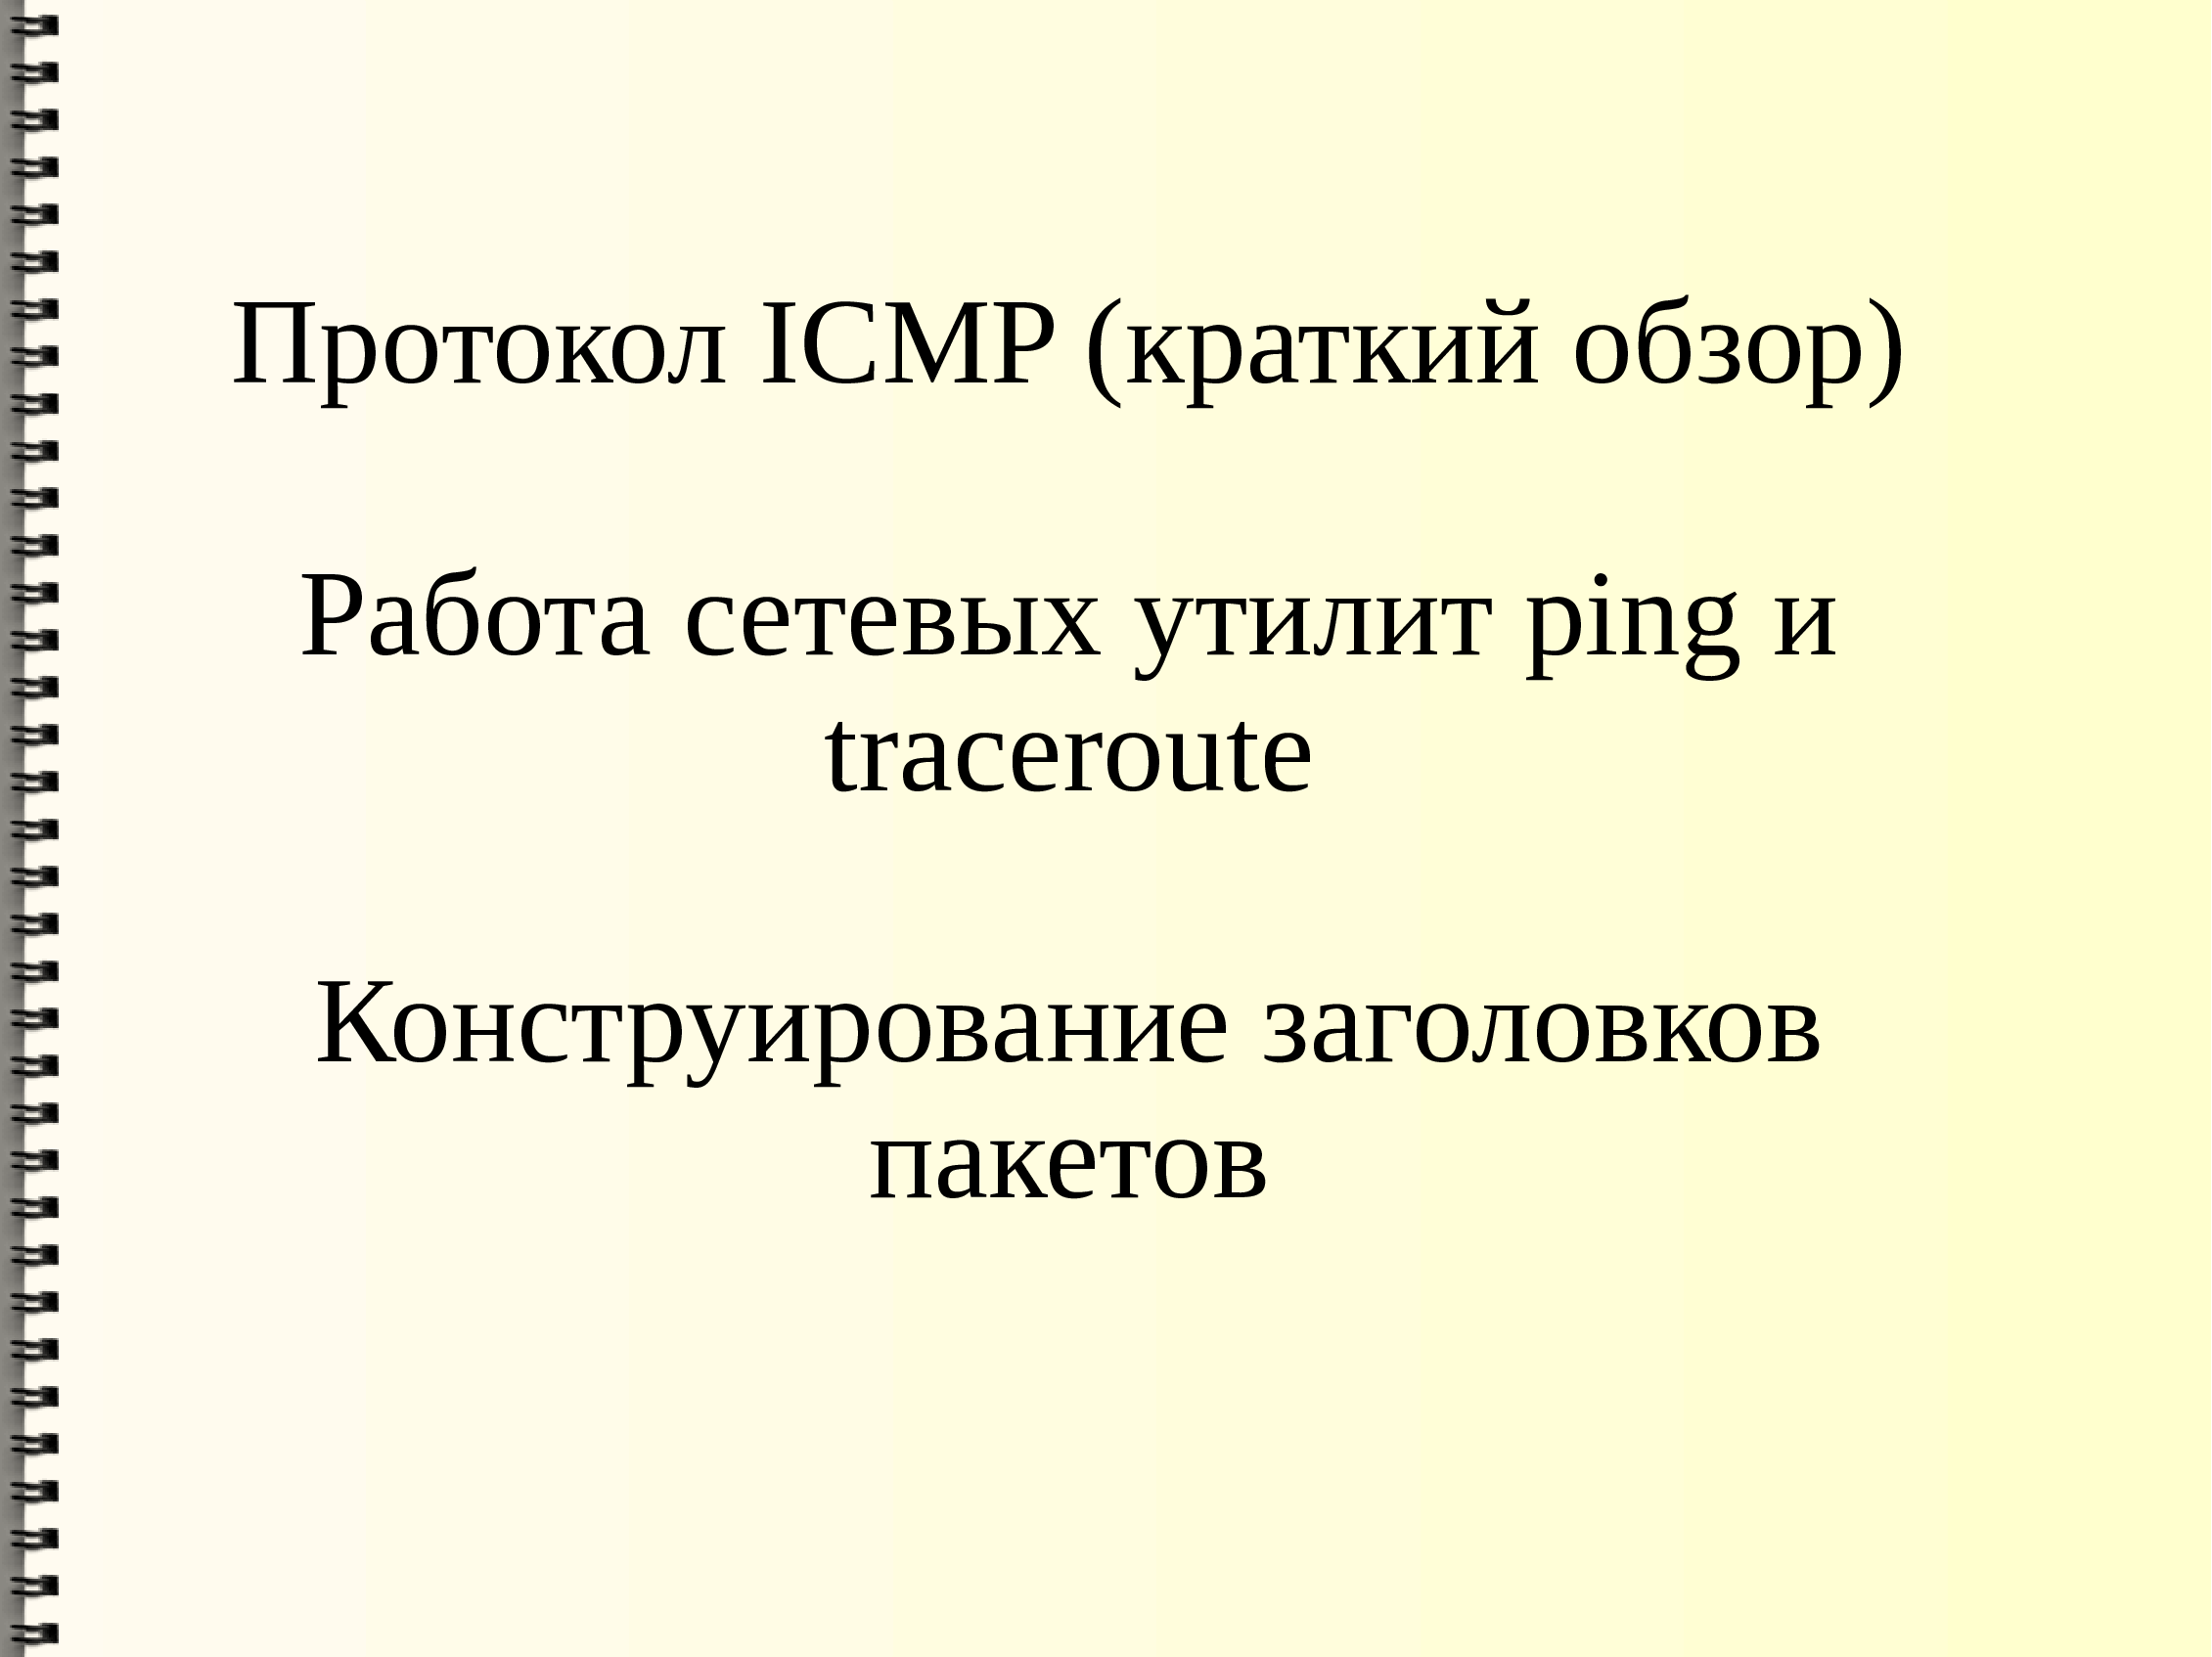 Протокол ICMP (краткий обзор)
Работа сетевых утилит ping и
traceroute
Конструирование заголовков
пакетов